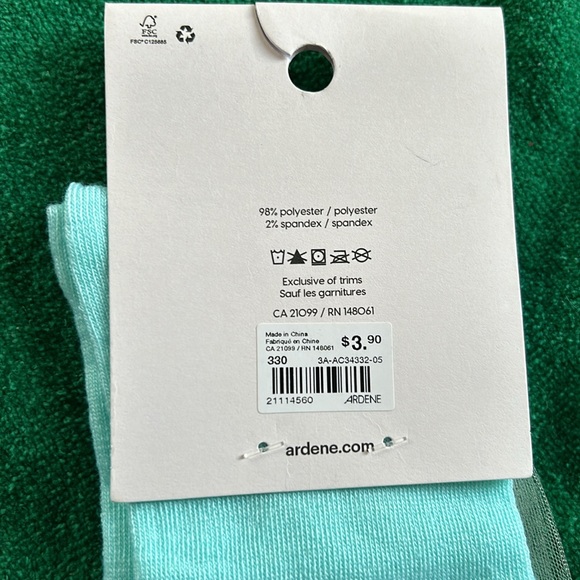 FSC
FSC® C125685
98% polyester / polyester
2% spandex / spandex
Exclusive of trims
Sauf les garnitures
CA 21099 / RN 148061
Made in China
Fabriqué en Chine
CA 21099 / RN 148061
$3.90
330 3A-AC34332-05
21114560 ARDENE
ardene.com